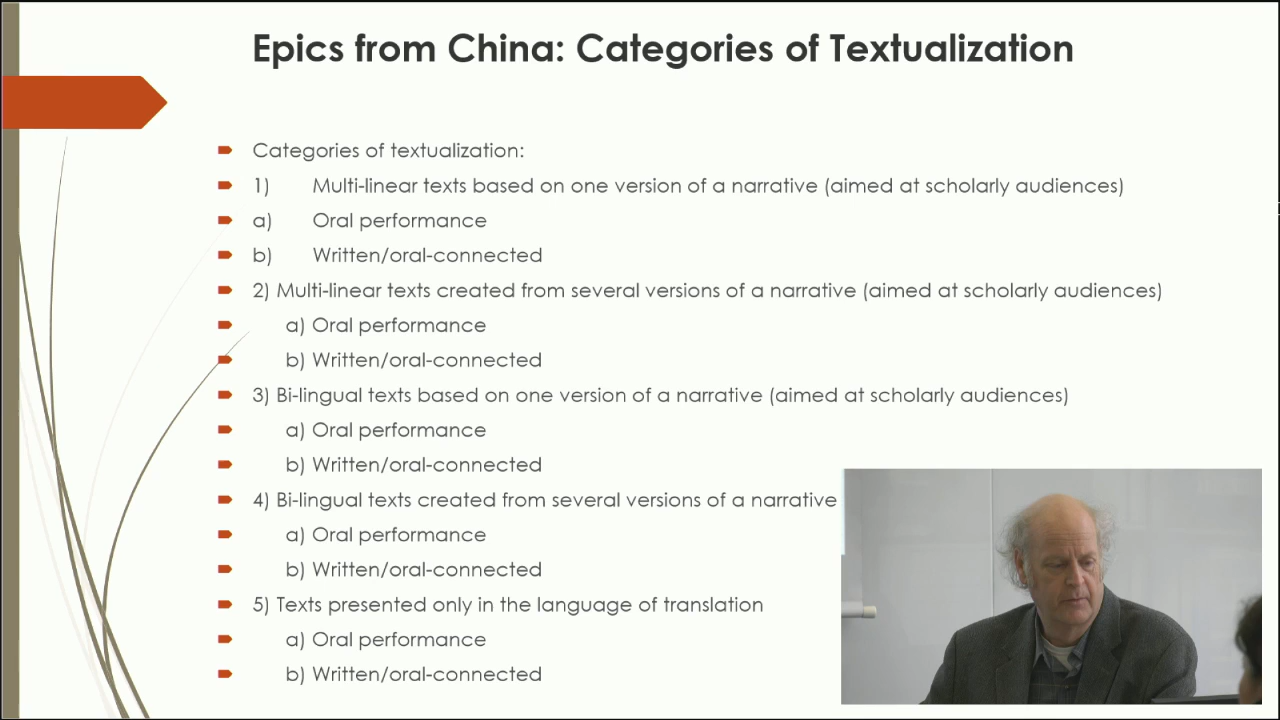 Epics from China: Categories of Textualization
Categories of textualization:
1) Multi-linear texts based on one version of a narrative (aimed at scholarly audiences)
a) Oral performance
b) Written/oral-connected
2) Multi-linear texts created from several versions of a narrative (aimed at scholarly audiences)
a) Oral performance
b) Written/oral-connected
3) Bi-lingual texts based on one version of a narrative (aimed at scholarly audiences)
a) Oral performance
b) Written/oral-connected
4) Bi-lingual texts created from several versions of a narrative
a) Oral performance
b) Written/oral-connected
5) Texts presented only in the language of translation
a) Oral performance
b) Written/oral-connected